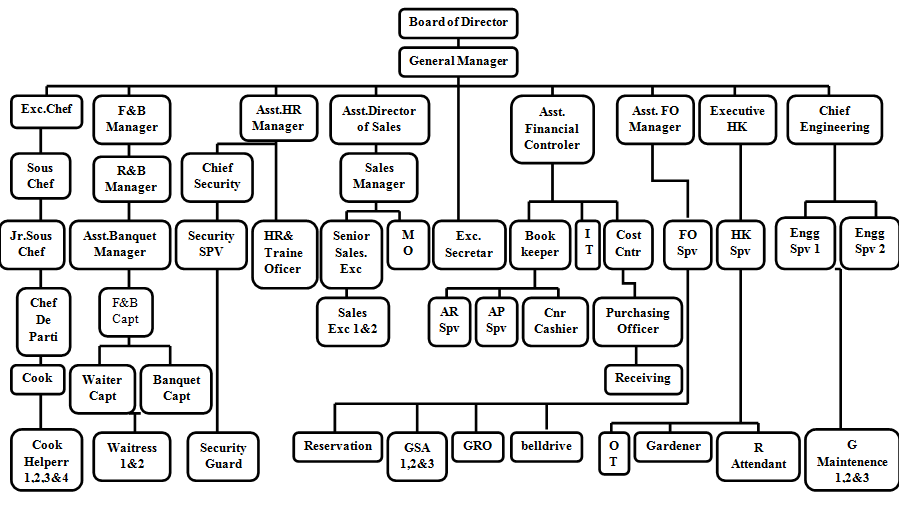 Board of Director
General Manager
Exc.Chef
F&B
Manager
Asst.HR
Manager
Asst.Director
of Sales
Asst.
Financial
Controler
Asst. FO
Manager
Executive
HK
Chief
Engineering
Sous
Chef
R&B
Manager
Chief
Security
Sales
Manager
Jr.Sous
Chef
Asst.Banquet
Manager
Security
SPV
HR&
Traine
Oficer
Senior
Sales.
Exc
M
O
Exc.
Secretar
Book
keeper
I
T
Cost
Cntr
FO
Spv
HK
Spv
Engg
Spv 1
Engg
Spv 2
Chef
De
Parti
F&B
Capt
Sales
Exc 1&2
AR
Spv
AP
Spv
Cnr
Cashier
Purchasing
Officer
Cook
Waiter
Capt
Banquet
Capt
Receiving
Cook
Helperr
1,2,3&4
Waitress
1&2
Security
Guard
Reservation
GSA
1,2&3
GRO
belldrive
O
T
Gardener
R
Attendant
G
Maintenence
1,2&3